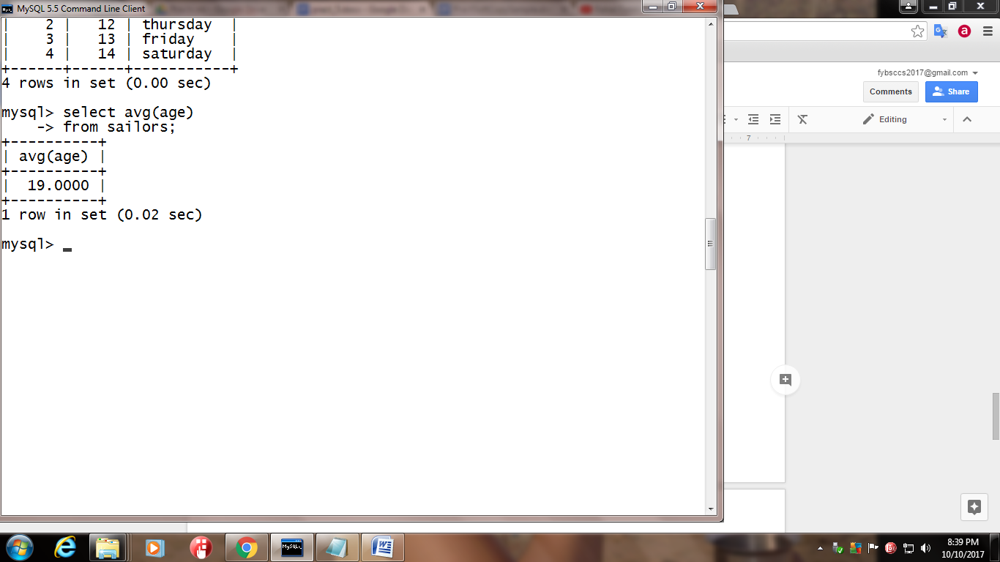 MySQL 5.5 Command Line Client
| 2 | 12 | thursday |
| 3 | 13 | friday |
| 4 | 14 | saturday |
+------+------+-----------+
4 rows in set (0.00 sec)
mysql> select avg(age)
-> from sailors;
+----------+
| avg(age) |
+----------+
| 19.0000 |
+----------+
1 row in set (0.02 sec)
mysql>
fybsccs2017@gmail.com
Comments
Share
Editing
7
MySQL
8:39 PM
10/10/2017